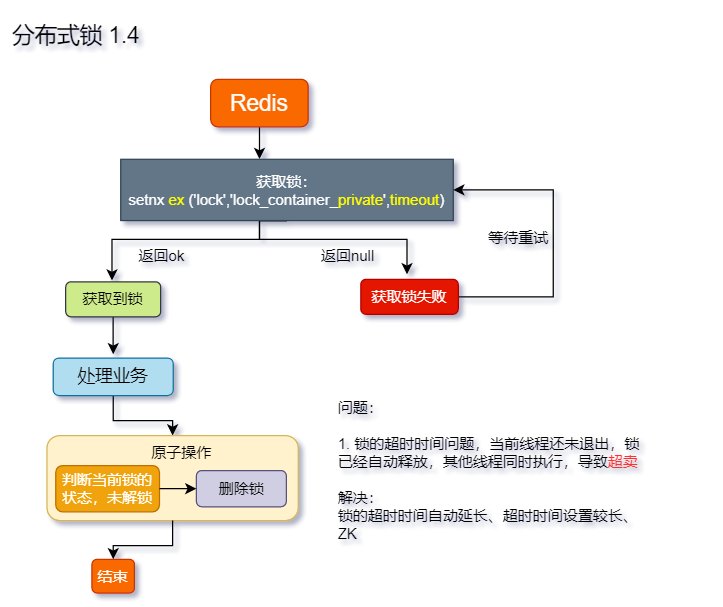 分布式锁 1.4
Redis
获取锁：
setnx ex ('lock','lock_container_private',timeout)
返回ok
返回null
等待重试
获取到锁
获取锁失败
处理业务
原子操作
判断当前锁的
状态，未解锁
删除锁
结束
问题：
1. 锁的超时时间问题，当前线程还未退出，锁
已经自动释放，其他线程同时执行，导致超卖
解决：
锁的超时时间自动延长、超时时间设置较长、
ZK